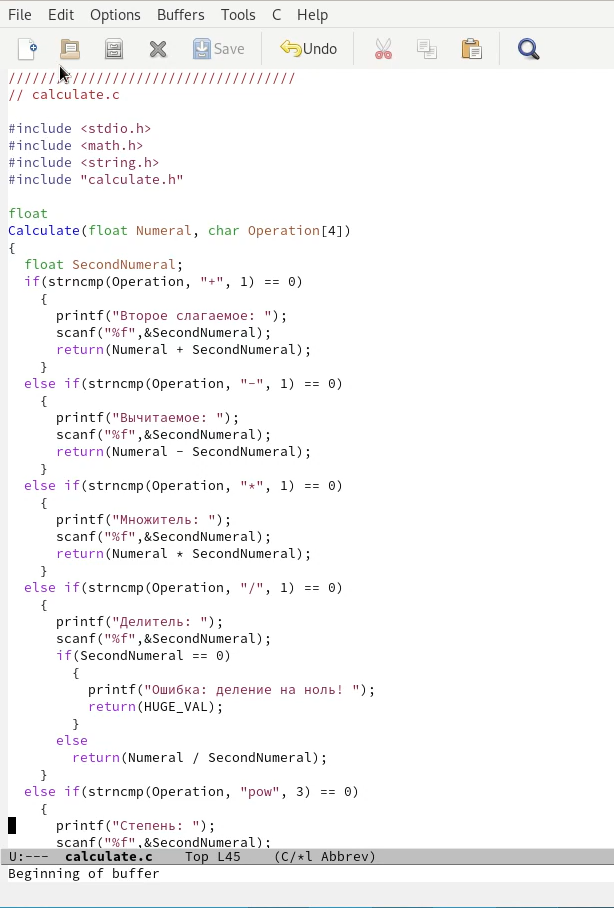 File Edit Options Buffers Tools C Help
Save Undo
////////////////////////////////////
// calculate.c
#include <stdio.h>
#include <math.h>
#include <string.h>
#include "calculate.h"
float
Calculate(float Numeral, char Operation[4])
{
  float SecondNumeral;
  if(strncmp(Operation, "+", 1) == 0)
    {
      printf("Второе слагаемое: ");
      scanf("%f",&SecondNumeral);
      return(Numeral + SecondNumeral);
    }
  else if(strncmp(Operation, "-", 1) == 0)
    {
      printf("Вычитаемое: ");
      scanf("%f",&SecondNumeral);
      return(Numeral - SecondNumeral);
    }
  else if(strncmp(Operation, "*", 1) == 0)
    {
      printf("Множитель: ");
      scanf("%f",&SecondNumeral);
      return(Numeral * SecondNumeral);
    }
  else if(strncmp(Operation, "/", 1) == 0)
    {
      printf("Делитель: ");
      scanf("%f",&SecondNumeral);
      if(SecondNumeral == 0)
        {
          printf("Ошибка: деление на ноль! ");
          return(HUGE_VAL);
        }
      else
        return(Numeral / SecondNumeral);
    }
  else if(strncmp(Operation, "pow", 3) == 0)
    {
      printf("Степень: ");
      scanf("%f",&SecondNumeral);
U:--- calculate.c Top L45 (C/*l Abbrev)
Beginning of buffer